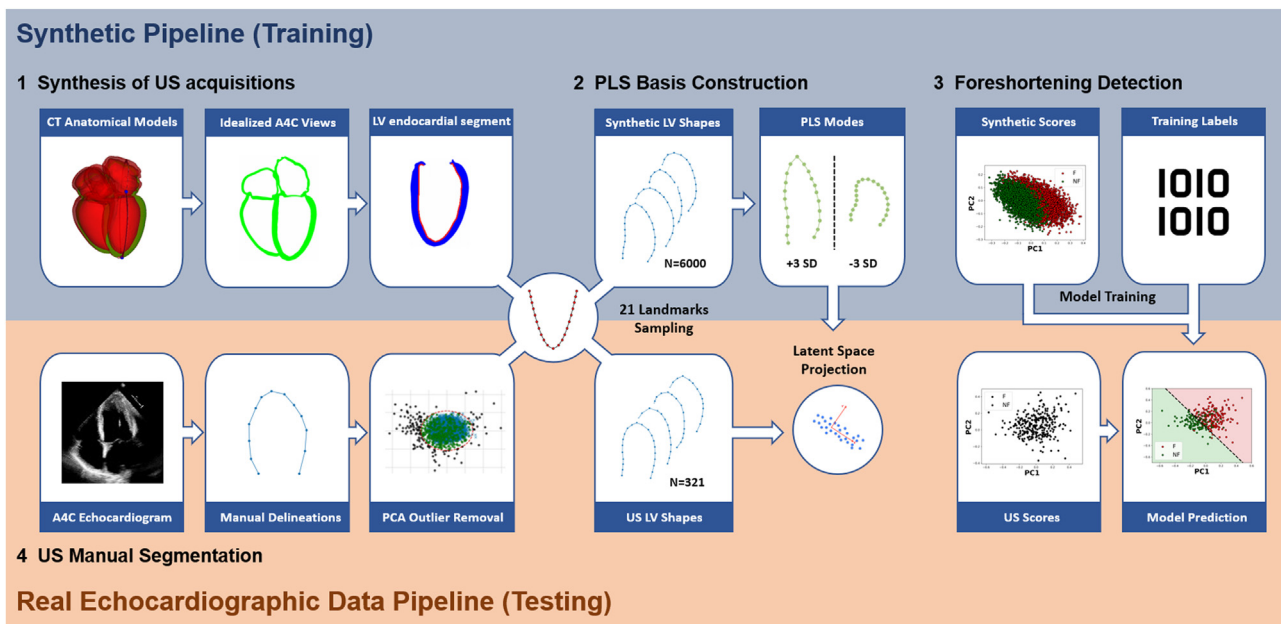 Synthetic Pipeline (Training)
1 Synthesis of US acquisitions
2 PLS Basis Construction
3 Foreshortening Detection
CT Anatomical Models
Idealized A4C Views
LV endocardial segment
Synthetic LV Shapes
PLS Modes
Synthetic Scores
Training Labels
N=6000
+3 SD
-3 SD
F
NF
PC2
PC1
1010
1010
21 Landmarks
Sampling
Model Training
Latent Space
Projection
N=321
F
NF
PC2
PC1
F
NF
PC2
PC1
A4C Echocardiogram
Manual Delineations
PCA Outlier Removal
US LV Shapes
US Scores
Model Prediction
4 US Manual Segmentation
Real Echocardiographic Data Pipeline (Testing)